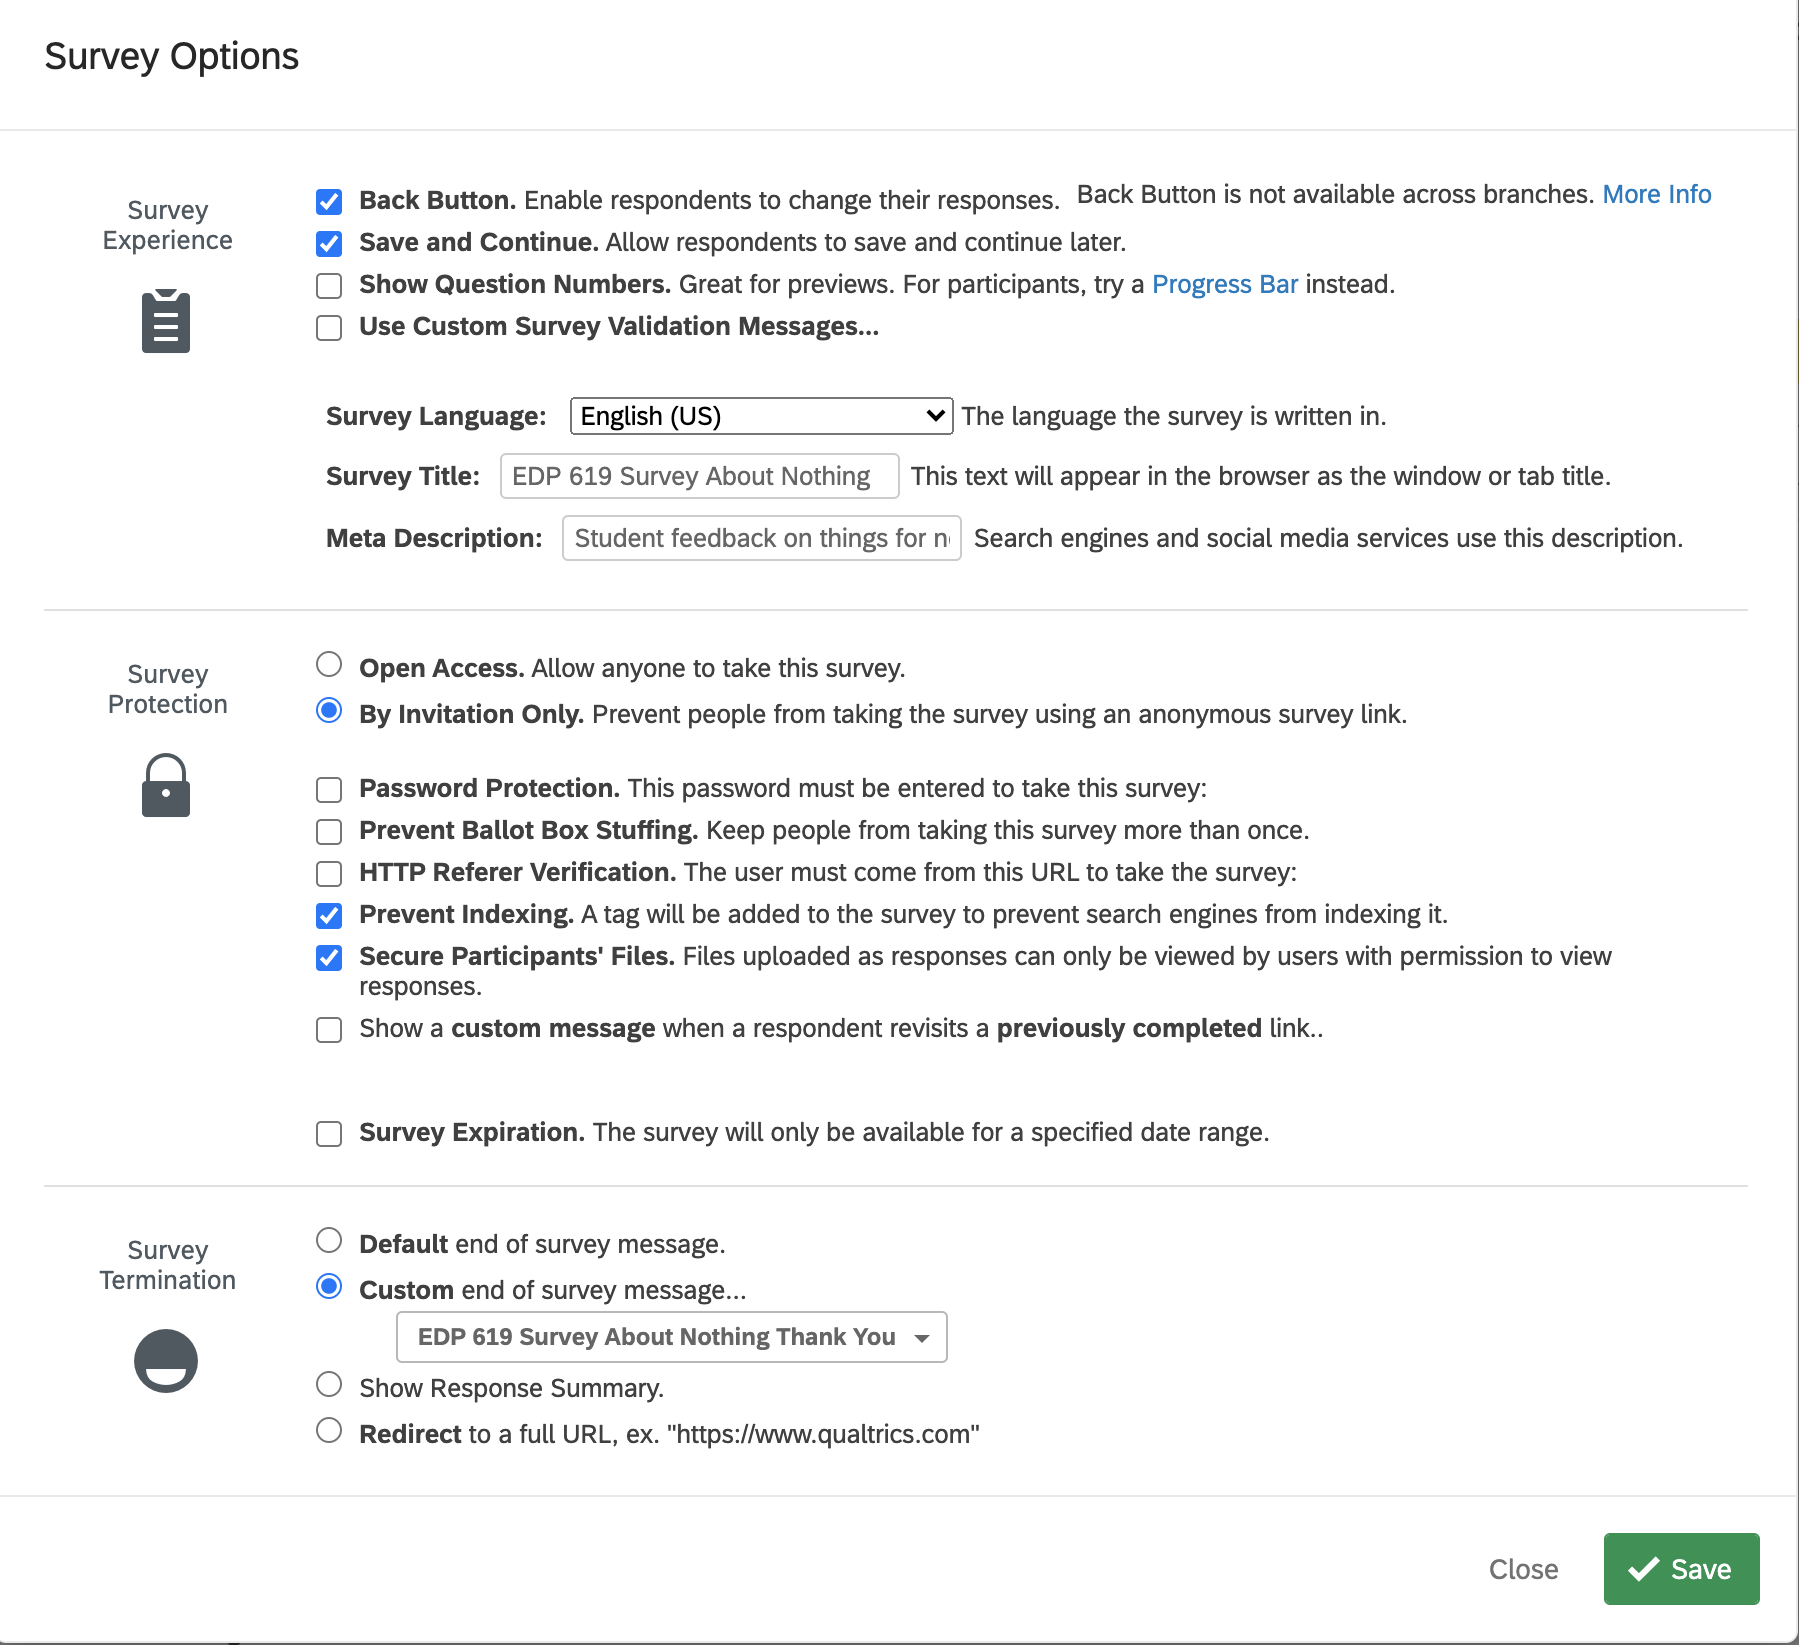 Survey Options
Survey
Experience
Back Button. Enable respondents to change their responses. Back Button is not available across branches. More Info
Save and Continue. Allow respondents to save and continue later.
Show Question Numbers. Great for previews. For participants, try a Progress Bar instead.
Use Custom Survey Validation Messages...
Survey Language: English (US) The language the survey is written in.
Survey Title: EDP 619 Survey About Nothing This text will appear in the browser as the window or tab title.
Meta Description: Student feedback on things for Search engines and social media services use this description.
Survey
Protection
Open Access. Allow anyone to take this survey.
By Invitation Only. Prevent people from taking the survey using an anonymous survey link.
Password Protection. This password must be entered to take this survey:
Prevent Ballot Box Stuffing. Keep people from taking this survey more than once.
HTTP Referer Verification. The user must come from this URL to take the survey:
Prevent Indexing. A tag will be added to the survey to prevent search engines from indexing it.
Secure Participants' Files. Files uploaded as responses can only be viewed by users with permission to view
responses.
Show a custom message when a respondent revisits a previously completed link..
Survey Expiration. The survey will only be available for a specified date range.
Survey
Termination
Default end of survey message.
Custom end of survey message...
EDP 619 Survey About Nothing Thank You
Show Response Summary.
Redirect to a full URL, ex. "https://www.qualtrics.com"
Close Save